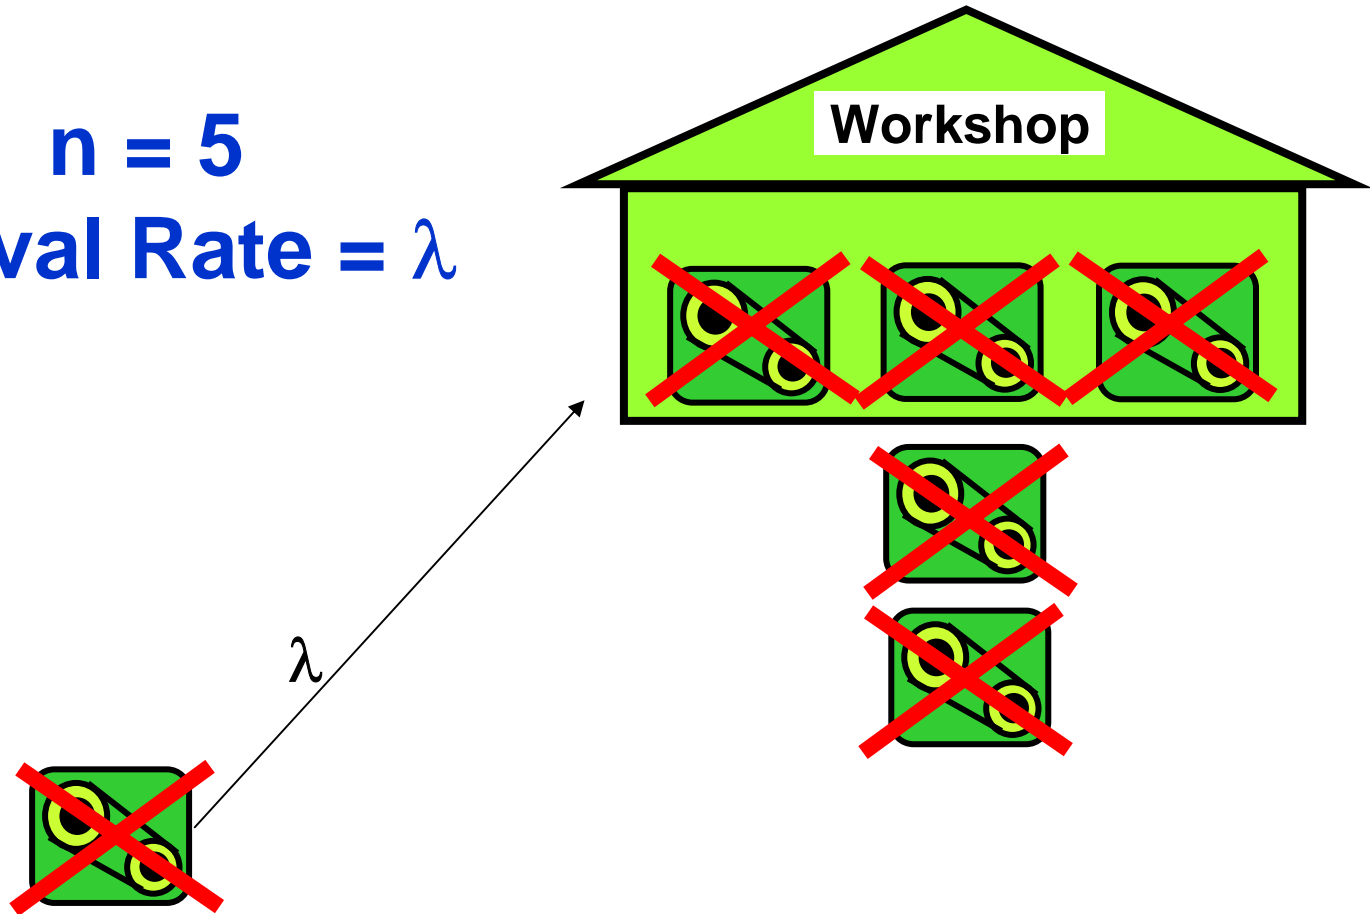 n = 5
val Rate = λ
Workshop
λ